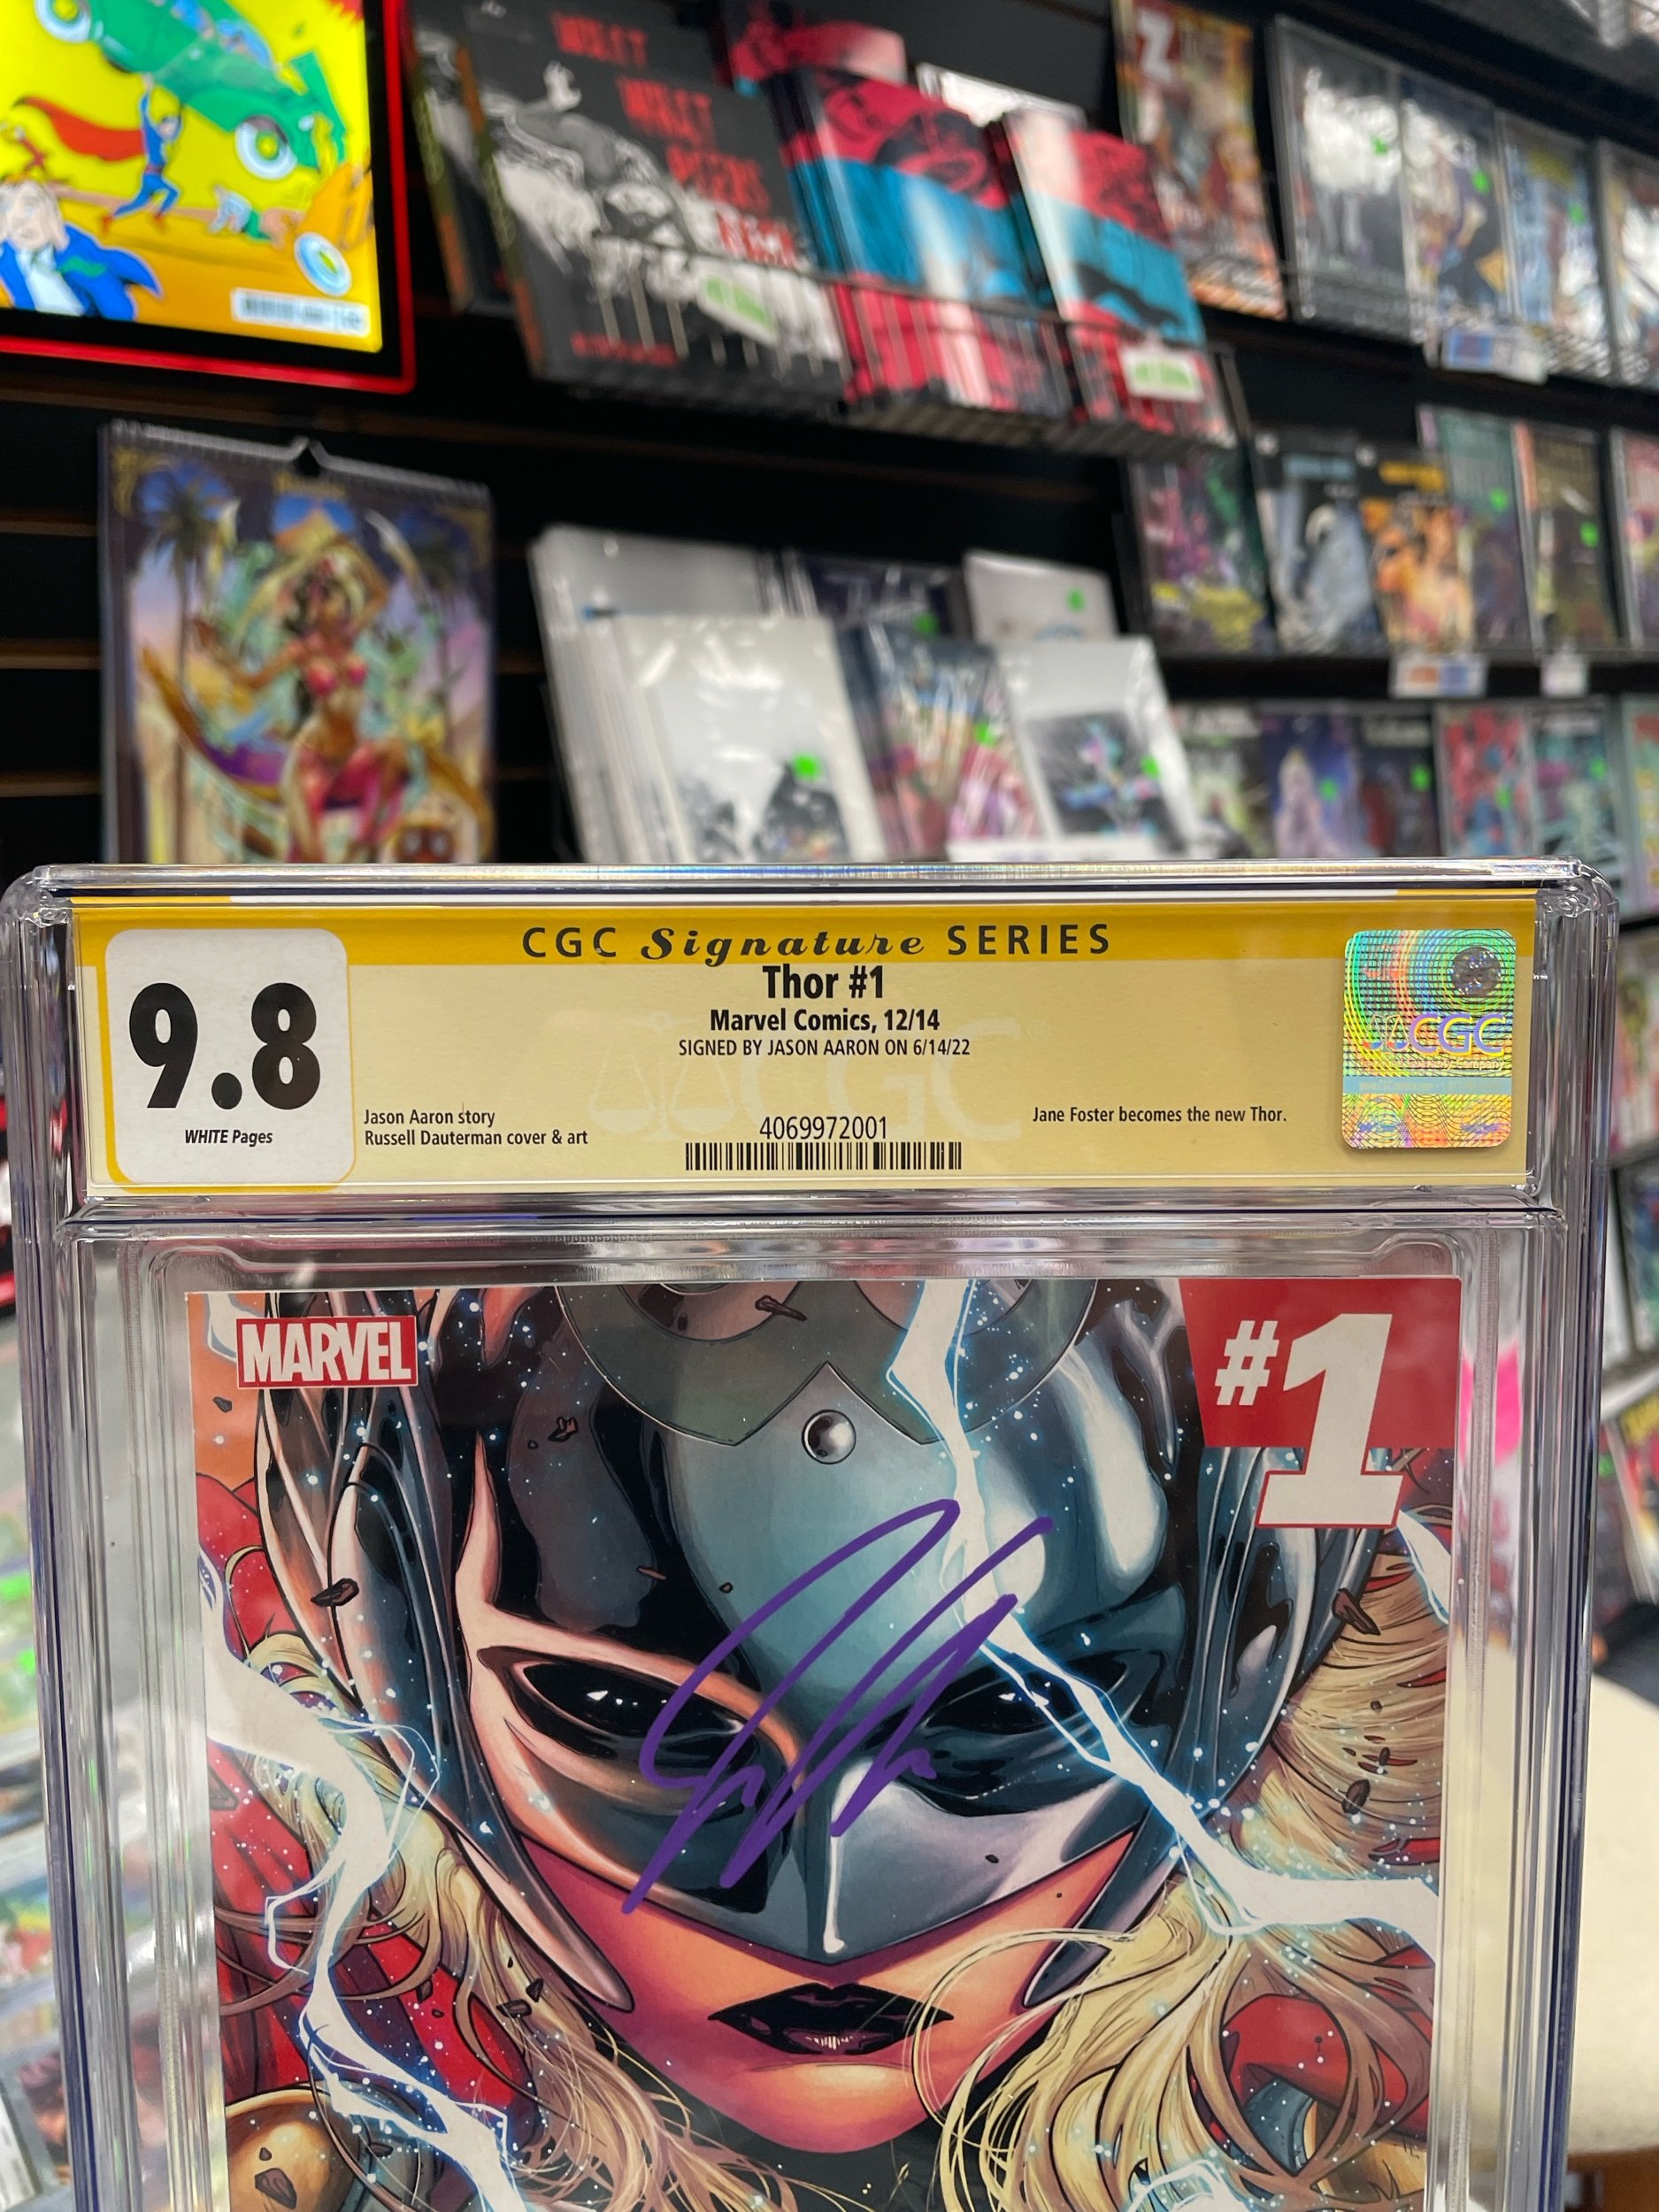 CGC Signature SERIES
Thor #1
Marvel Comics, 12/14
SIGNED BY JASON AARON ON 6/14/22
9.8
WHITE Pages
Jason Aaron story
Russell Dauterman cover & art
4069972001
Jane Foster becomes the new Thor.
CGC
MARVEL
#1